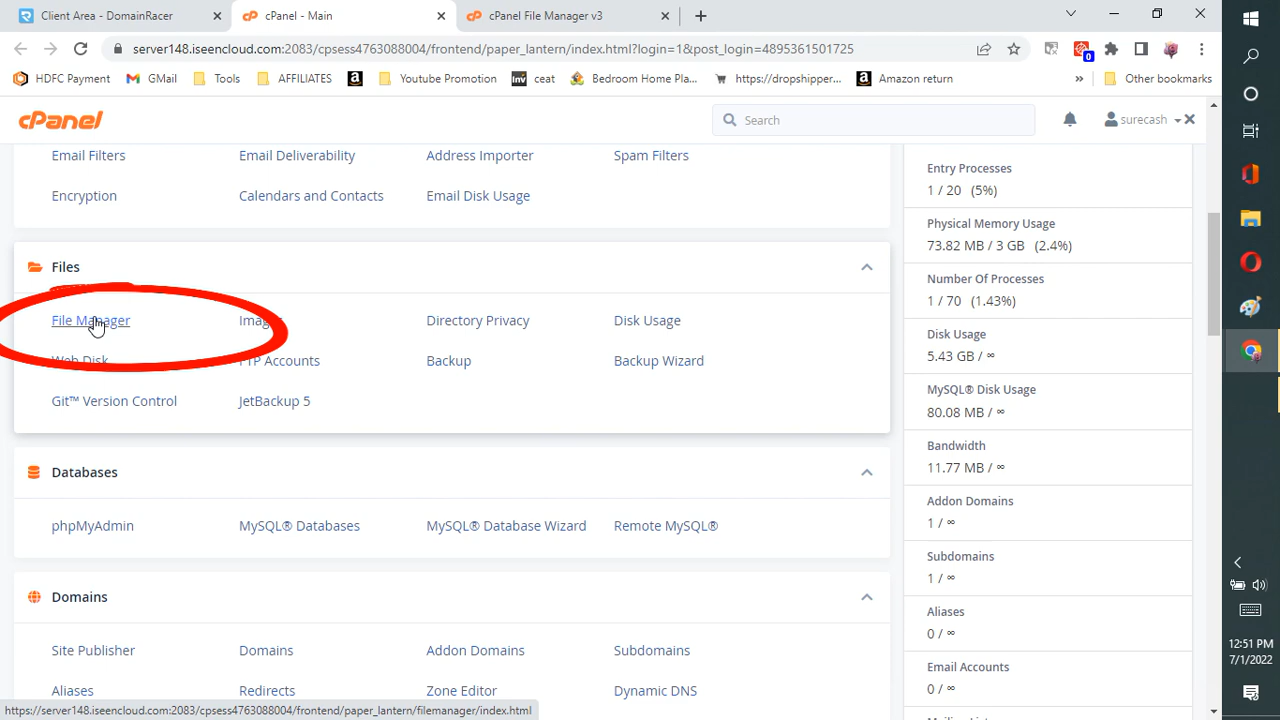 Client Area - DomainRacer
cPanel - Main
cPanel File Manager v3
server148.iseencloud.com:2083/cpsess4763088004/frontend/paper_lantern/index.html?login=1&post_login=4895361501725
0
HDFC Payment
GMail
Tools
AFFILIATES
Youtube Promotion
inv ceat
Bedroom Home Pla...
https://dropshipper...
Amazon return
»
Other bookmarks
cPanel
Search
surecash
Email Filters
Email Deliverability
Address Importer
Spam Filters
Encryption
Calendars and Contacts
Email Disk Usage
Files
File Manager
Directory Privacy
Disk Usage
Web Disk
FTP Accounts
Backup
Backup Wizard
Git™ Version Control
JetBackup 5
Databases
phpMyAdmin
MySQL® Databases
MySQL® Database Wizard
Remote MySQL®
Domains
Site Publisher
Domains
Addon Domains
Subdomains
Aliases
Redirects
Zone Editor
Dynamic DNS
https://server148.iseencloud.com:2083/cpsess4763088004/frontend/paper_lantern/filemanager/index.html
Entry Processes
1 / 20 (5%)
Physical Memory Usage
73.82 MB / 3 GB (2.4%)
Number Of Processes
1 / 70 (1.43%)
Disk Usage
5.43 GB / ∞
MySQL® Disk Usage
80.08 MB / ∞
Bandwidth
11.77 MB / ∞
Addon Domains
1 / ∞
Subdomains
1 / ∞
Aliases
0 / ∞
Email Accounts
0 / ∞
12:51 PM
7/1/2022